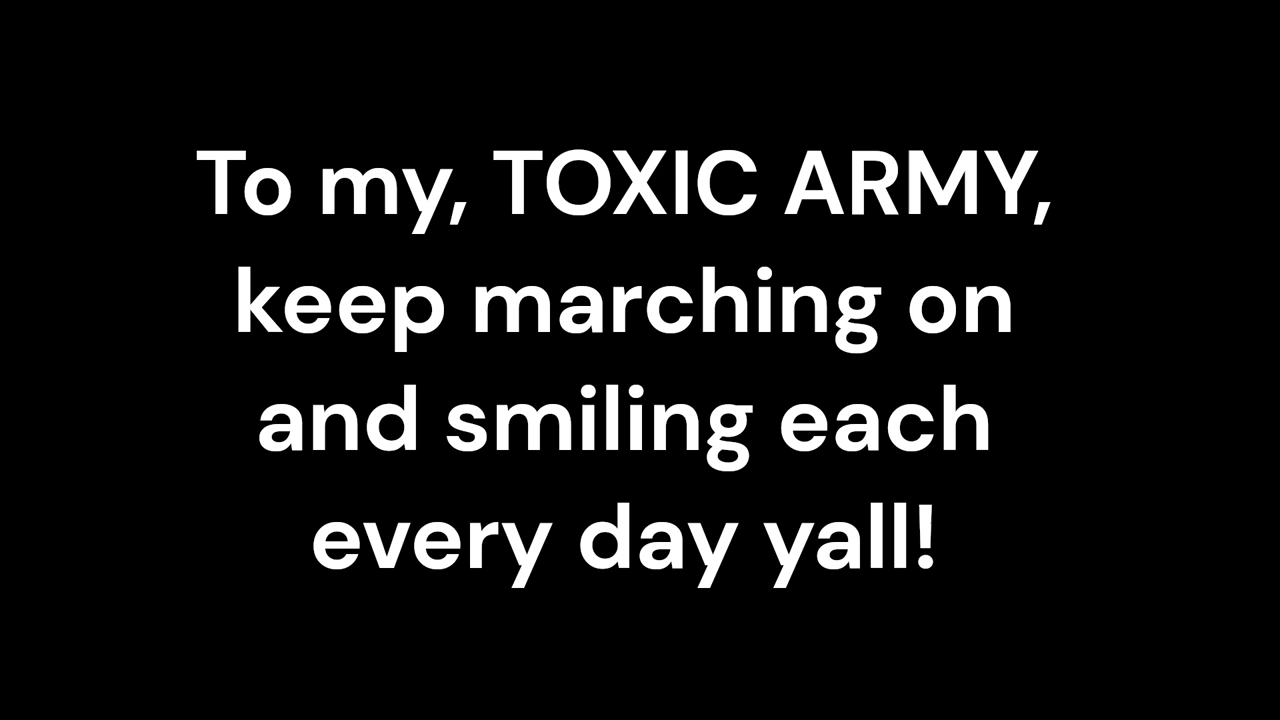 To my, TOXIC ARMY,
keep marching on
and smiling each
every day yall!